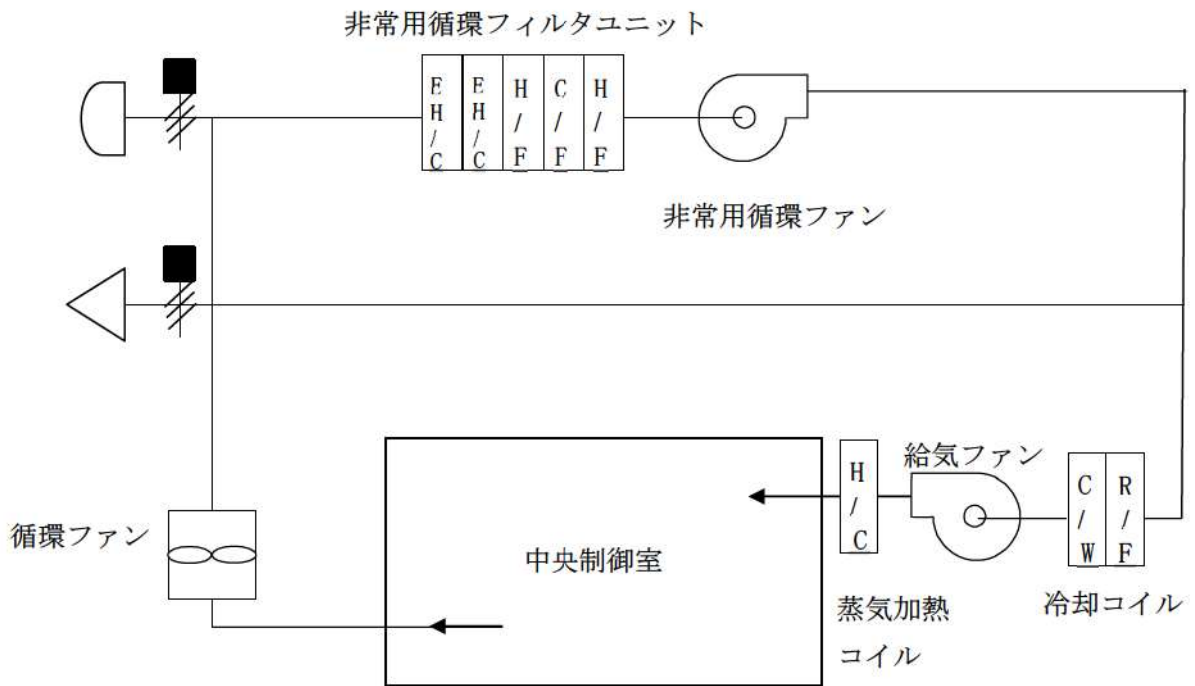 非常用循環フィルタユニット
EH/C
EH/C
H/F
C/F
H/F
非常用循環ファン
給気ファン
H/C
C/W
R/F
循環ファン
中央制御室
蒸気加熱
コイル
冷却コイル